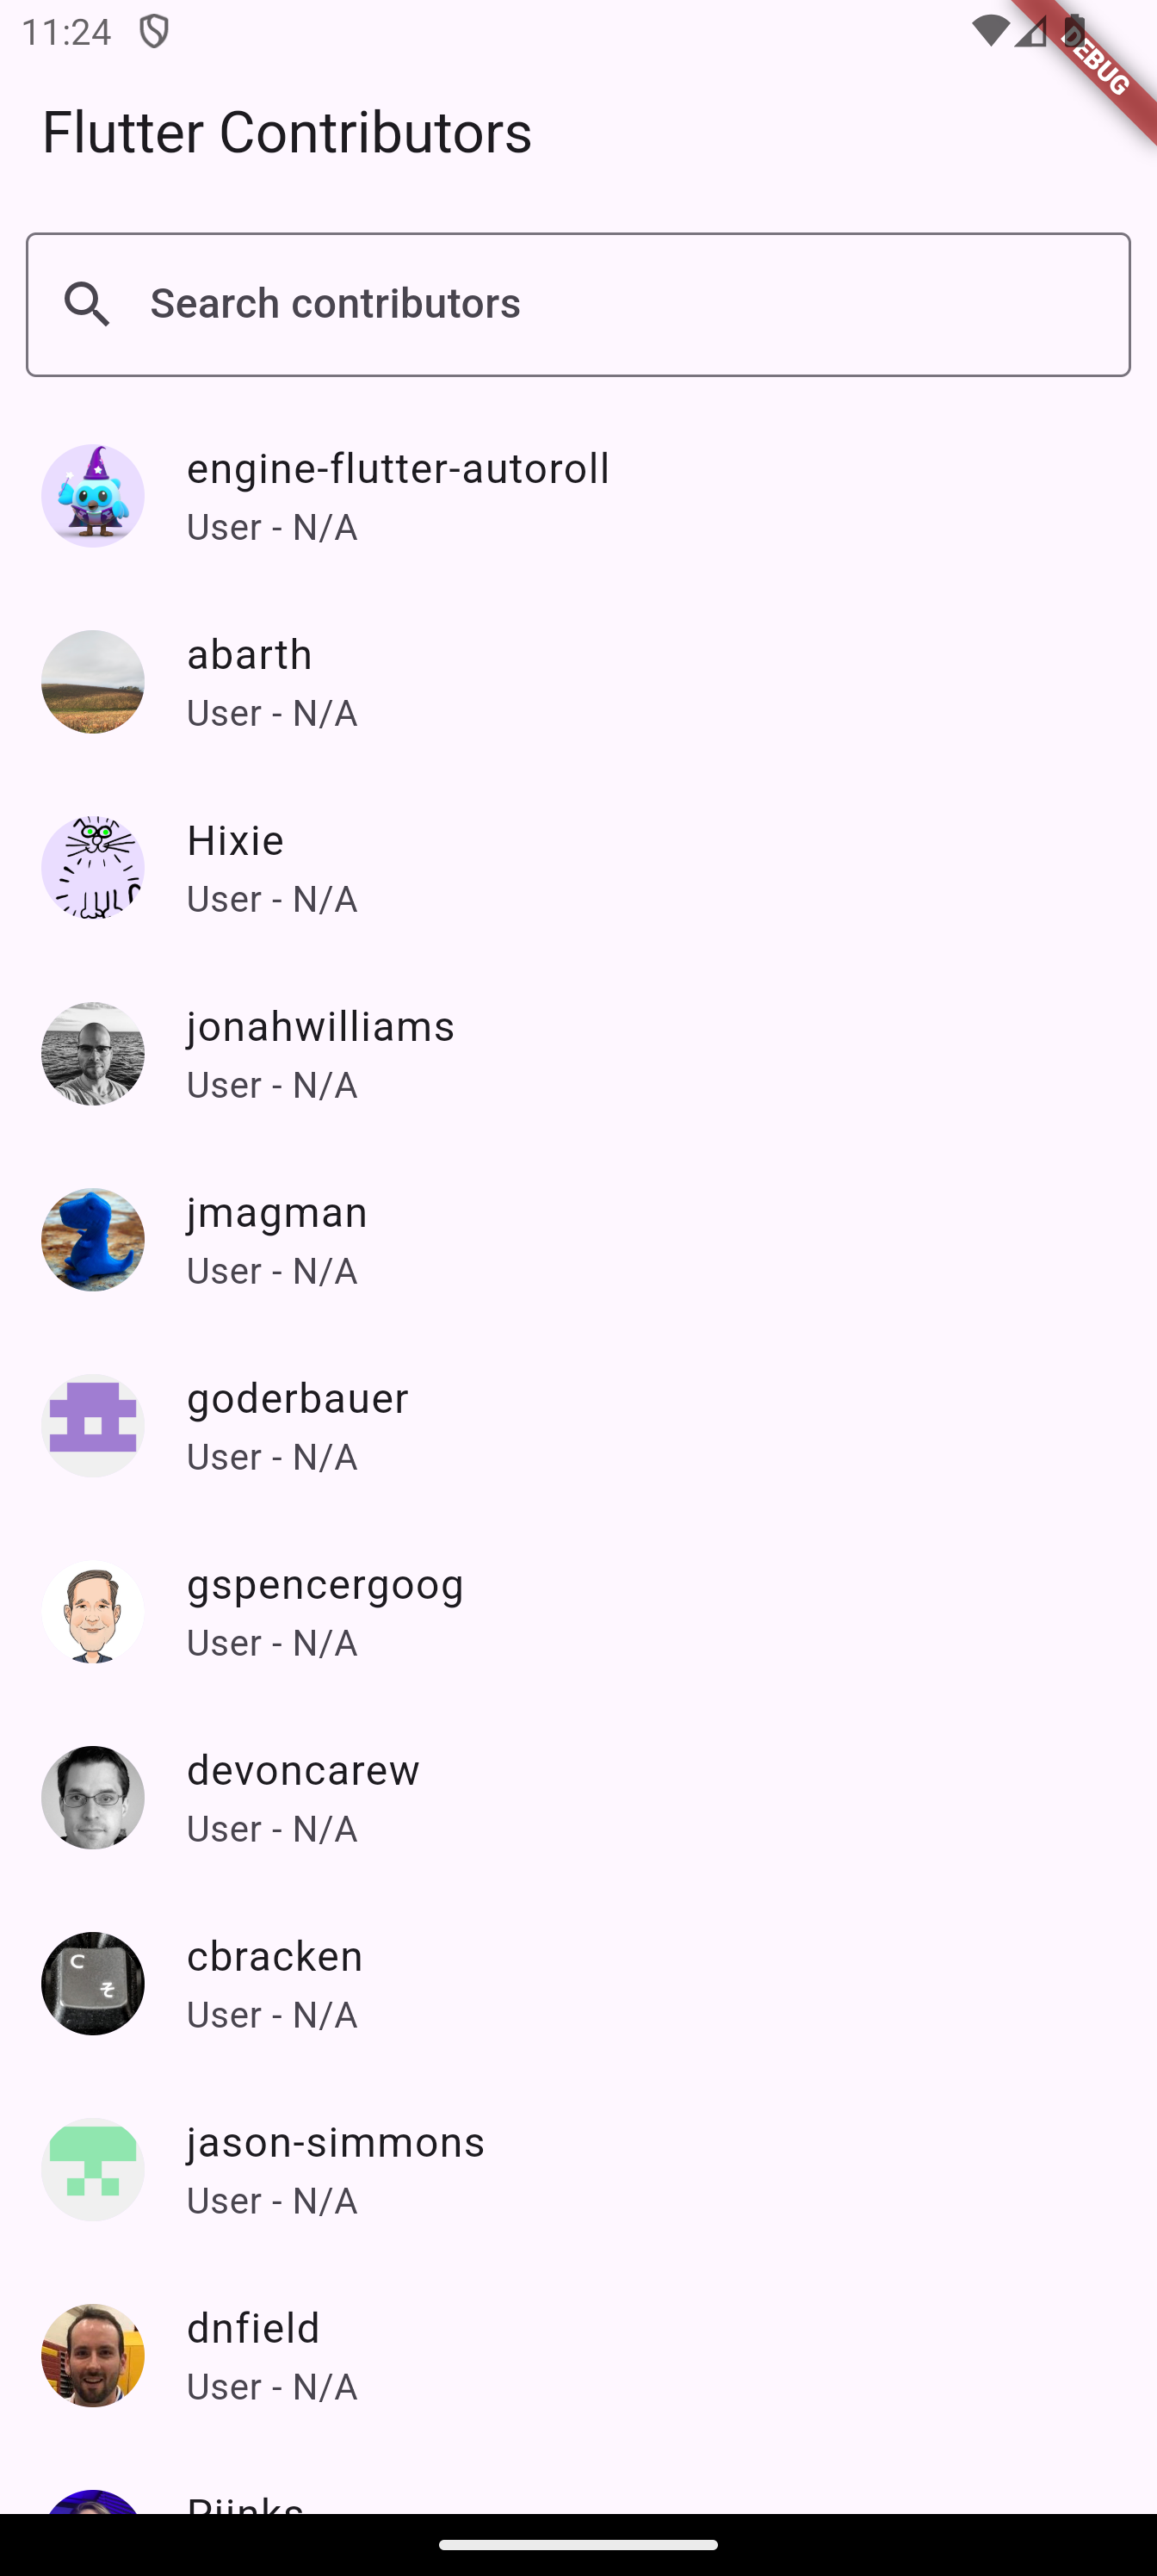 11:24
DEBUG
Flutter Contributors
Search contributors
engine-flutter-autoroll
User - N/A
abarth
User - N/A
Hixie
User - N/A
jonahwilliams
User - N/A
jmagman
User - N/A
goderbauer
User - N/A
gspencergoog
User - N/A
devoncarew
User - N/A
C
そ
cbracken
User - N/A
jason-simmons
User - N/A
dnfield
User - N/A